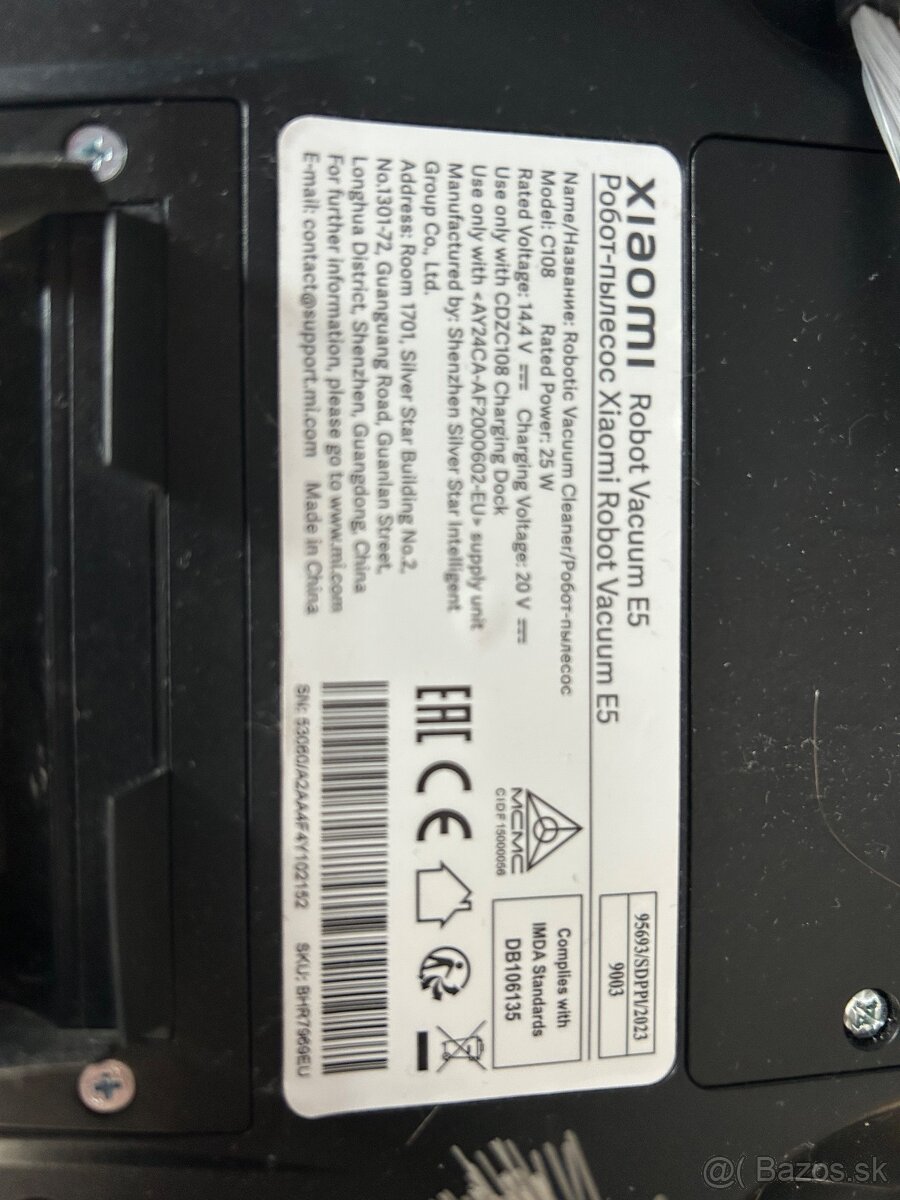 xiaomi Robot Vacuum E5
Робот-пылесос Xiaomi Robot Vacuum E5
Name/Название: Robotic Vacuum Cleaner/Робот-пылесос
Model: C108 Rated Power: 25 W
Rated Voltage: 14.4 V ⎓ Charging Voltage: 20 V ⎓
Use only with CDZC108 Charging Dock
Use only with <AY24CA-AF2000602-EU> supply unit
Manufactured by: Shenzhen Silver Star Intelligent
Group Co., Ltd.
Address: Room 1701, Silver Star Building No.2,
No.1301-72, Guanguang Road, Guanlan Street,
Longhua District, Shenzhen, Guangdong, China
For further information, please go to www.mi.com
E-mail: contact@support.mi.com Made in China
95693/SDPPI/2023
9003
MCMC
CIDF15000056
Complies with
IMDA Standards
DB106135
EAC CE
SN: 53060/A2AA4F4Y102152 SKU: BHR7969EU
@( Bazos.sk